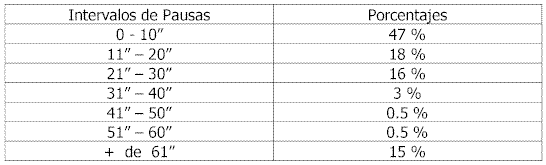 Intervalos de Pausas Porcentajes
0 - 10” 47 %
11” – 20” 18 %
21” – 30” 16 %
31” – 40” 3 %
41” – 50” 0.5 %
51” – 60” 0.5 %
+ de 61” 15 %